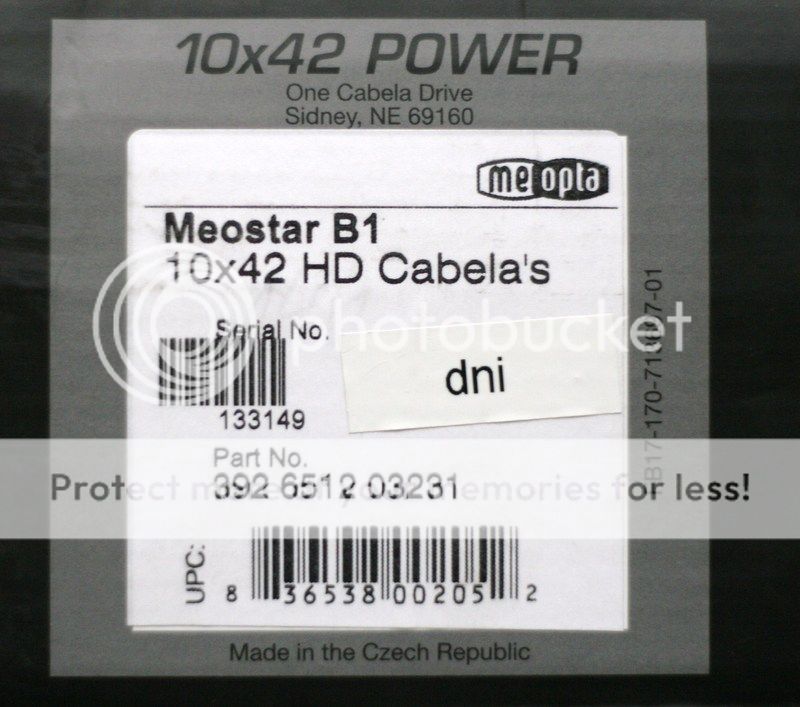 10x42 POWER
One Cabela Drive
Sidney, NE 69160
meopta
Meostar B1
10x42 HD Cabela's
Serial No.
133149
dni
photobucket
Part No.
392 6512 03231
Protect more of your memories for less!
UPC:
8 36538 00205 2
Made in the Czech Republic